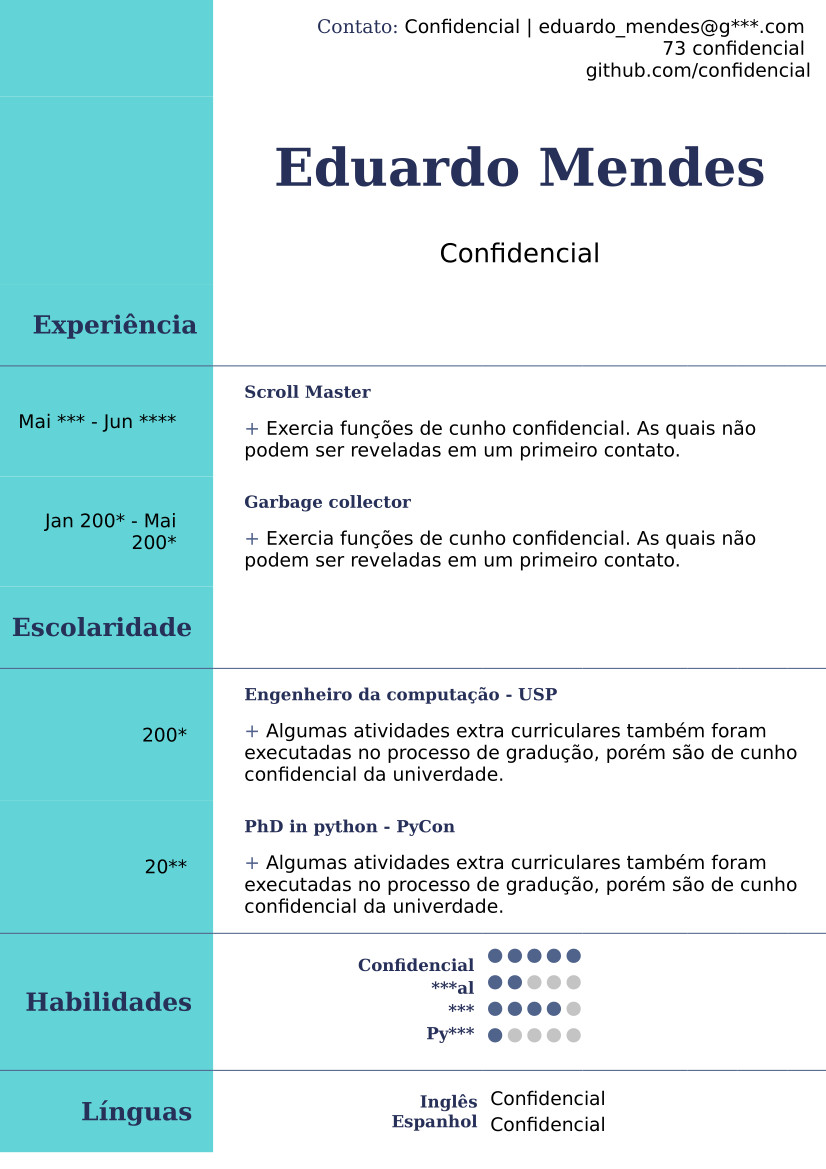 Contato: Confidencial | eduardo_mendes@g***.com
73 confidencial
github.com/confidencial
Eduardo Mendes
Confidencial
Experiência
Scroll Master
Mai *** - Jun ****
+ Exercia funções de cunho confidencial. As quais não
podem ser reveladas em um primeiro contato.
Garbage collector
Jan 200* - Mai
200*
+ Exercia funções de cunho confidencial. As quais não
podem ser reveladas em um primeiro contato.
Escolaridade
Engenheiro da computação - USP
200*
+ Algumas atividades extra curriculares também foram
executadas no processo de gradução, porém são de cunho
confidencial da univerdade.
PhD in python - PyCon
20**
+ Algumas atividades extra curriculares também foram
executadas no processo de gradução, porém são de cunho
confidencial da univerdade.
Habilidades
Confidencial
***al
***
Py***
Línguas
Inglês Confidencial
Espanhol Confidencial